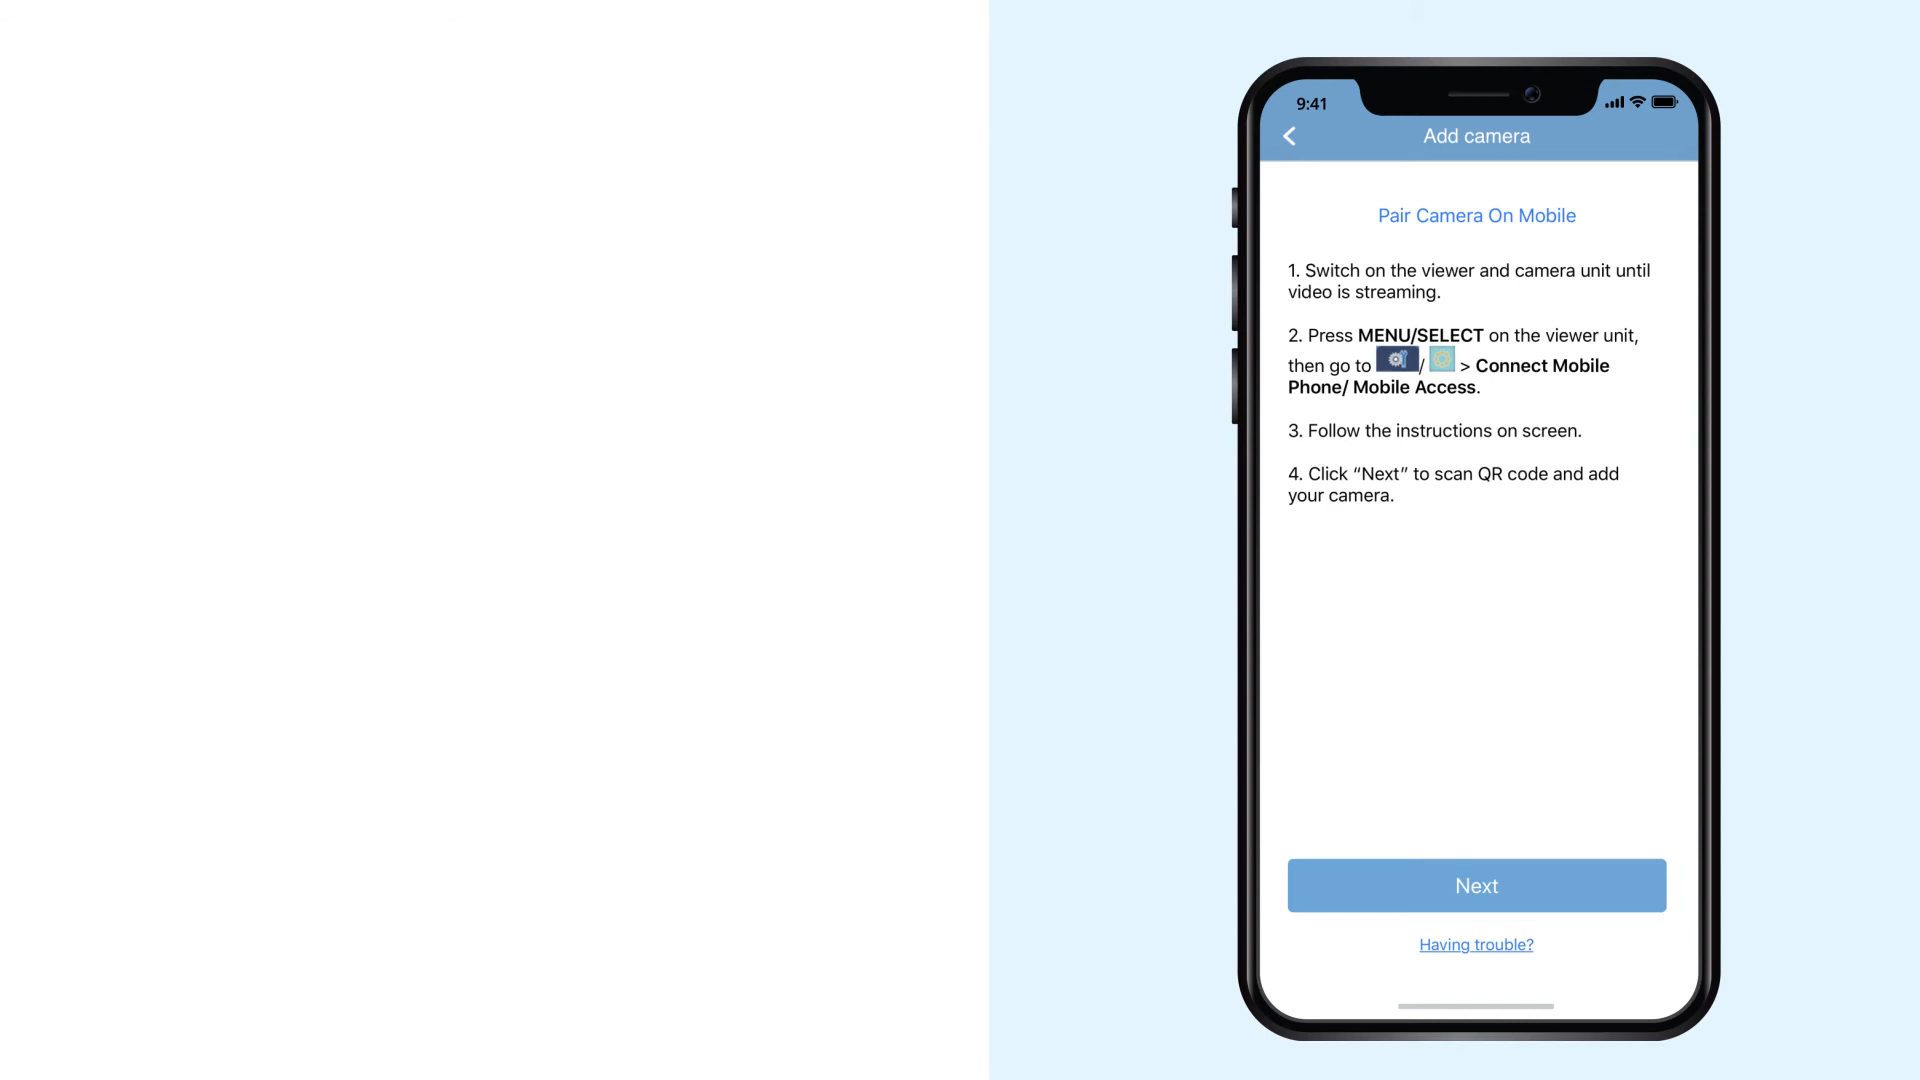 9:41
Add camera
Pair Camera On Mobile
1. Switch on the viewer and camera unit until
video is streaming.
2. Press MENU/SELECT on the viewer unit,
then go to / > Connect Mobile
Phone/ Mobile Access.
3. Follow the instructions on screen.
4. Click “Next” to scan QR code and add
your camera.
Next
Having trouble?